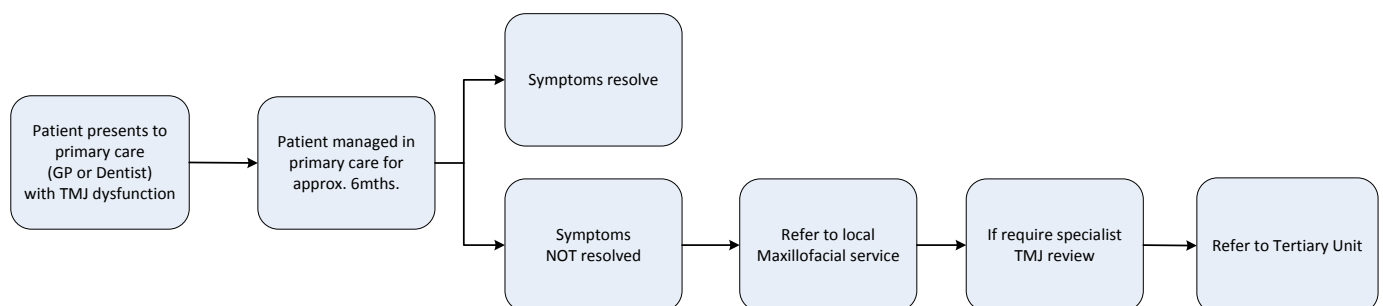 Patient presents to
primary care
(GP or Dentist)
with TMJ dysfunction
Patient managed in
primary care for
approx. 6mths.
Symptoms resolve
Symptoms
NOT resolved
Refer to local
Maxillofacial service
If require specialist
TMJ review
Refer to Tertiary Unit